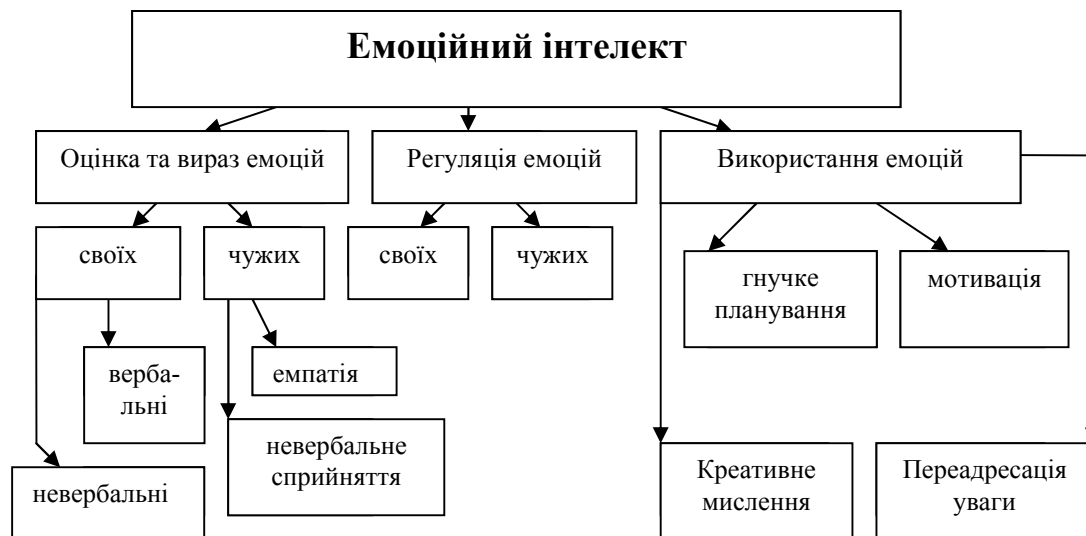 Емоційний інтелект
Оцінка та вираз емоцій
Регуляція емоцій
Використання емоцій
своїх
чужих
своїх
чужих
гнучке
планування
мотивація
верба-
льні
емпатія
невербальне
сприйняття
невербальні
Креативне
мислення
Переадресація
уваги